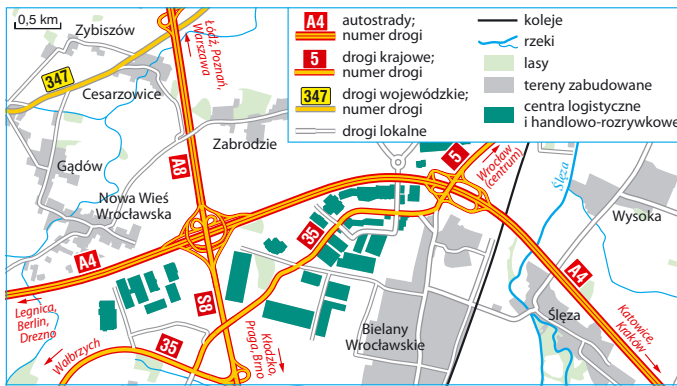 0,5 km
Zybiszów
Łódź, Poznań,
Warszawa
347
Cesarzowice
Zabrodzie
Gądów
A8
Nowa Wieś
Wrocławska
A4
Legnica,
Berlin,
Drezno
Wałbrzych
35
S8
Kłodzko,
Praga, Brno
35
5
Wrocław
(centrum)
Ślęza
Wysoka
A4
Katowice,
Kraków
Ślęza
Bielany
Wrocławskie
A4 autostrady;
numer drogi
5 drogi krajowe;
numer drogi
347 drogi wojewódzkie;
numer drogi
drogi lokalne
koleje
rzeki
lasy
tereny zabudowane
centra logistyczne
i handlowo-rozrywkowe